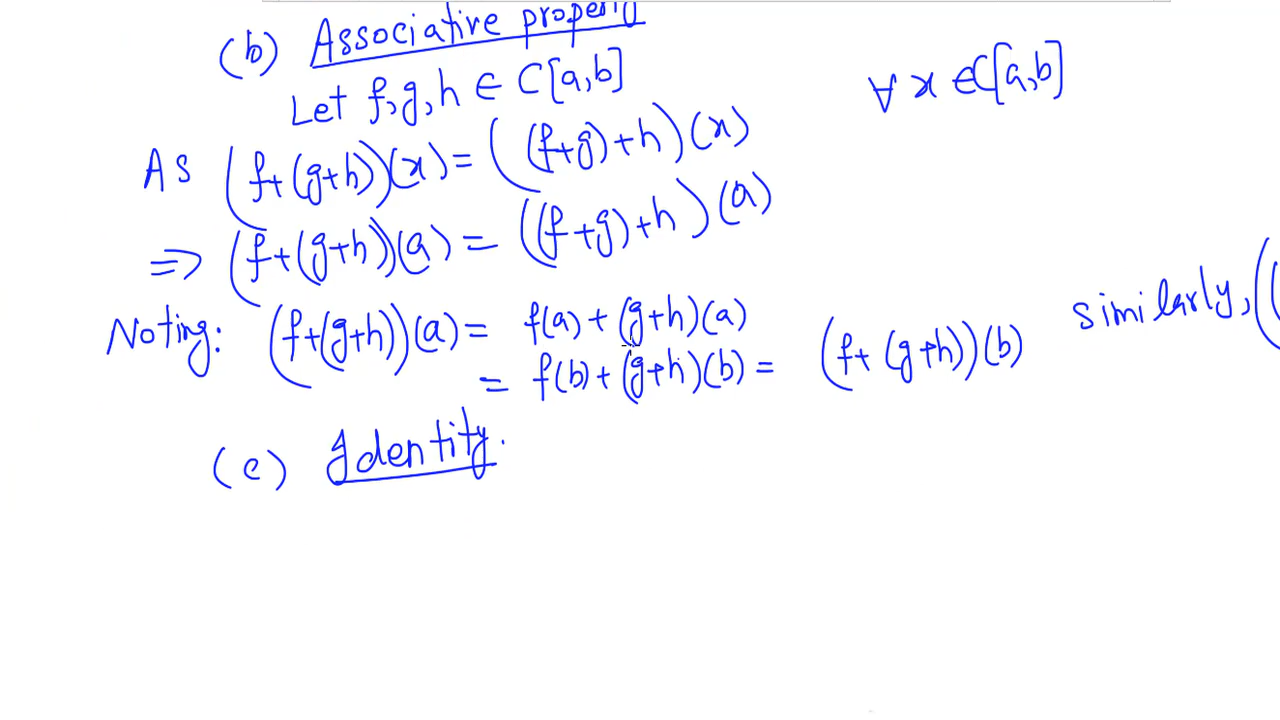 (b) Associative property
Let f,g,h ∈ C[a,b]
∀ x ∈ C[a,b]
As (f+(g+h))(x) = ((f+g)+h)(x)
⇒ (f+(g+h))(a) = ((f+g)+h)(a)
Noting: (f+(g+h))(a) = f(a) + (g+h)(a)
= f(b) + (g+h)(b) = (f+(g+h))(b)
similarly, (
(c) Identity.